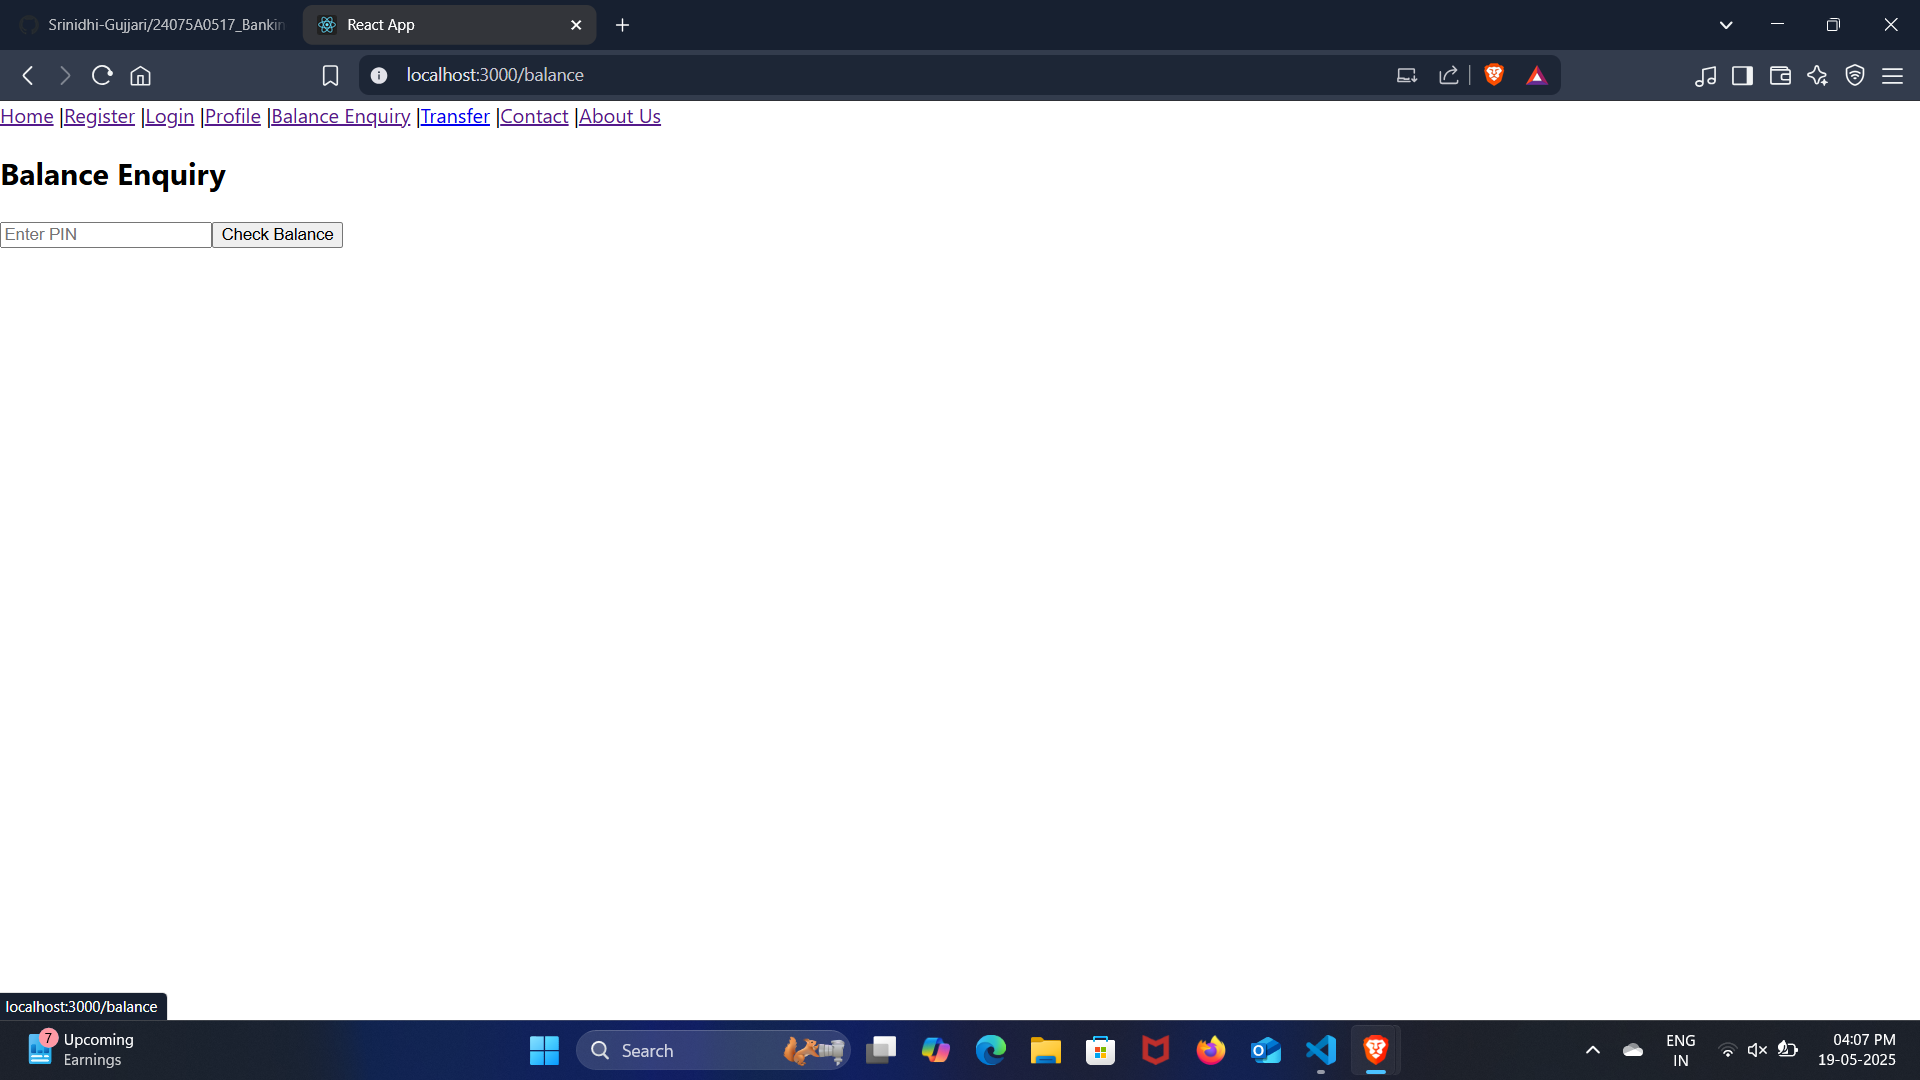 Srinidhi-Gujjari/24075A0517_Bankin
React App
localhost:3000/balance
Home |Register |Login |Profile |Balance Enquiry |Transfer |Contact |About Us
Balance Enquiry
Enter PIN
Check Balance
localhost:3000/balance
7
Upcoming
Earnings
Search
ENG
IN
04:07 PM
19-05-2025